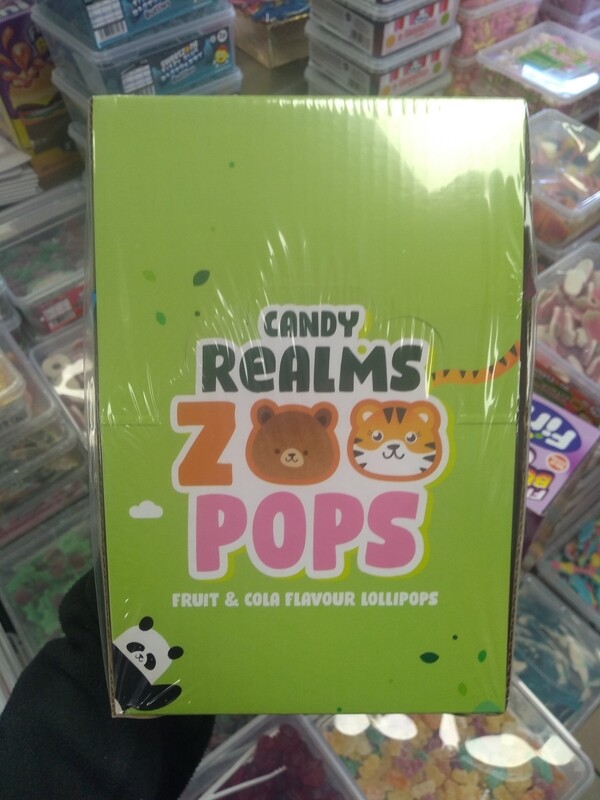 CANDY
REALMS
ZOO
POPS
FRUIT & COLA FLAVOUR LOLLIPOPS